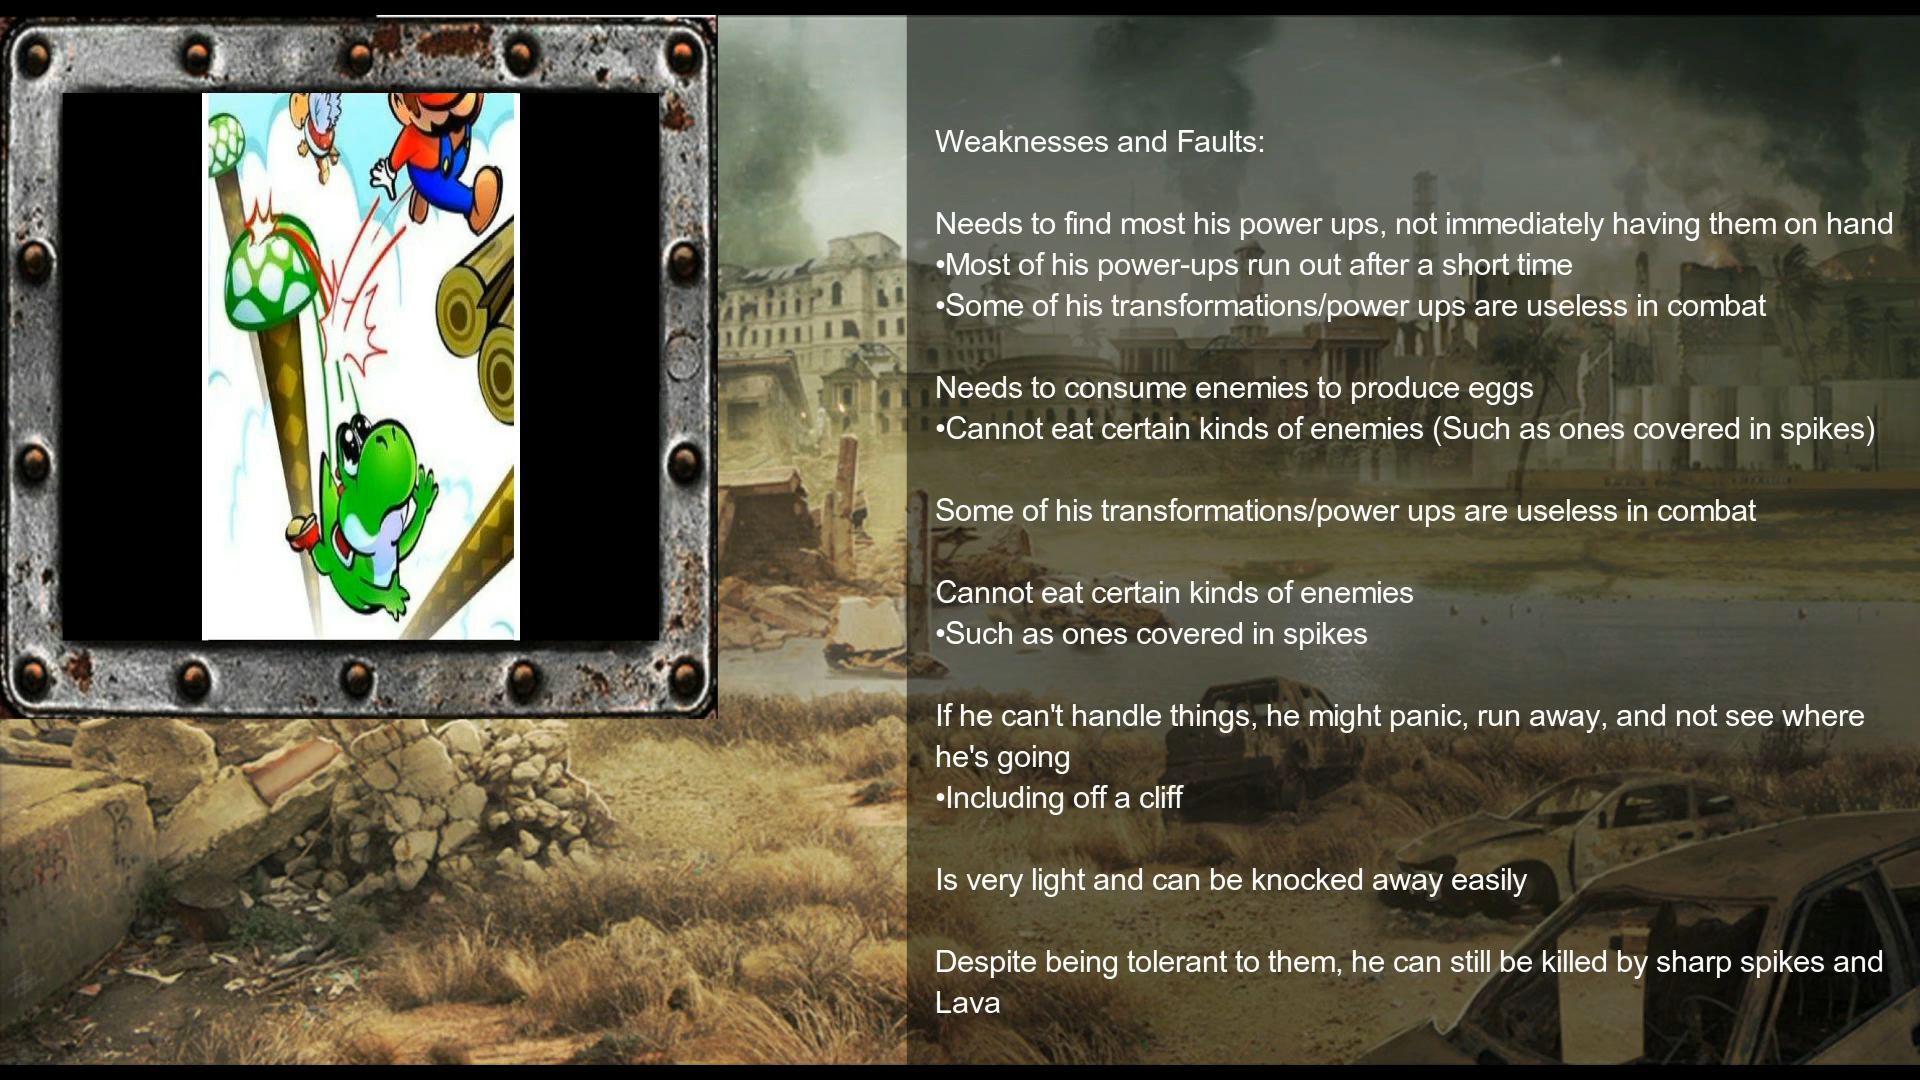 Weaknesses and Faults:
Needs to find most his power ups, not immediately having them on hand
•Most of his power-ups run out after a short time
•Some of his transformations/power ups are useless in combat
Needs to consume enemies to produce eggs
•Cannot eat certain kinds of enemies (Such as ones covered in spikes)
Some of his transformations/power ups are useless in combat
Cannot eat certain kinds of enemies
•Such as ones covered in spikes
If he can't handle things, he might panic, run away, and not see where
he's going
•Including off a cliff
Is very light and can be knocked away easily
Despite being tolerant to them, he can still be killed by sharp spikes and
Lava